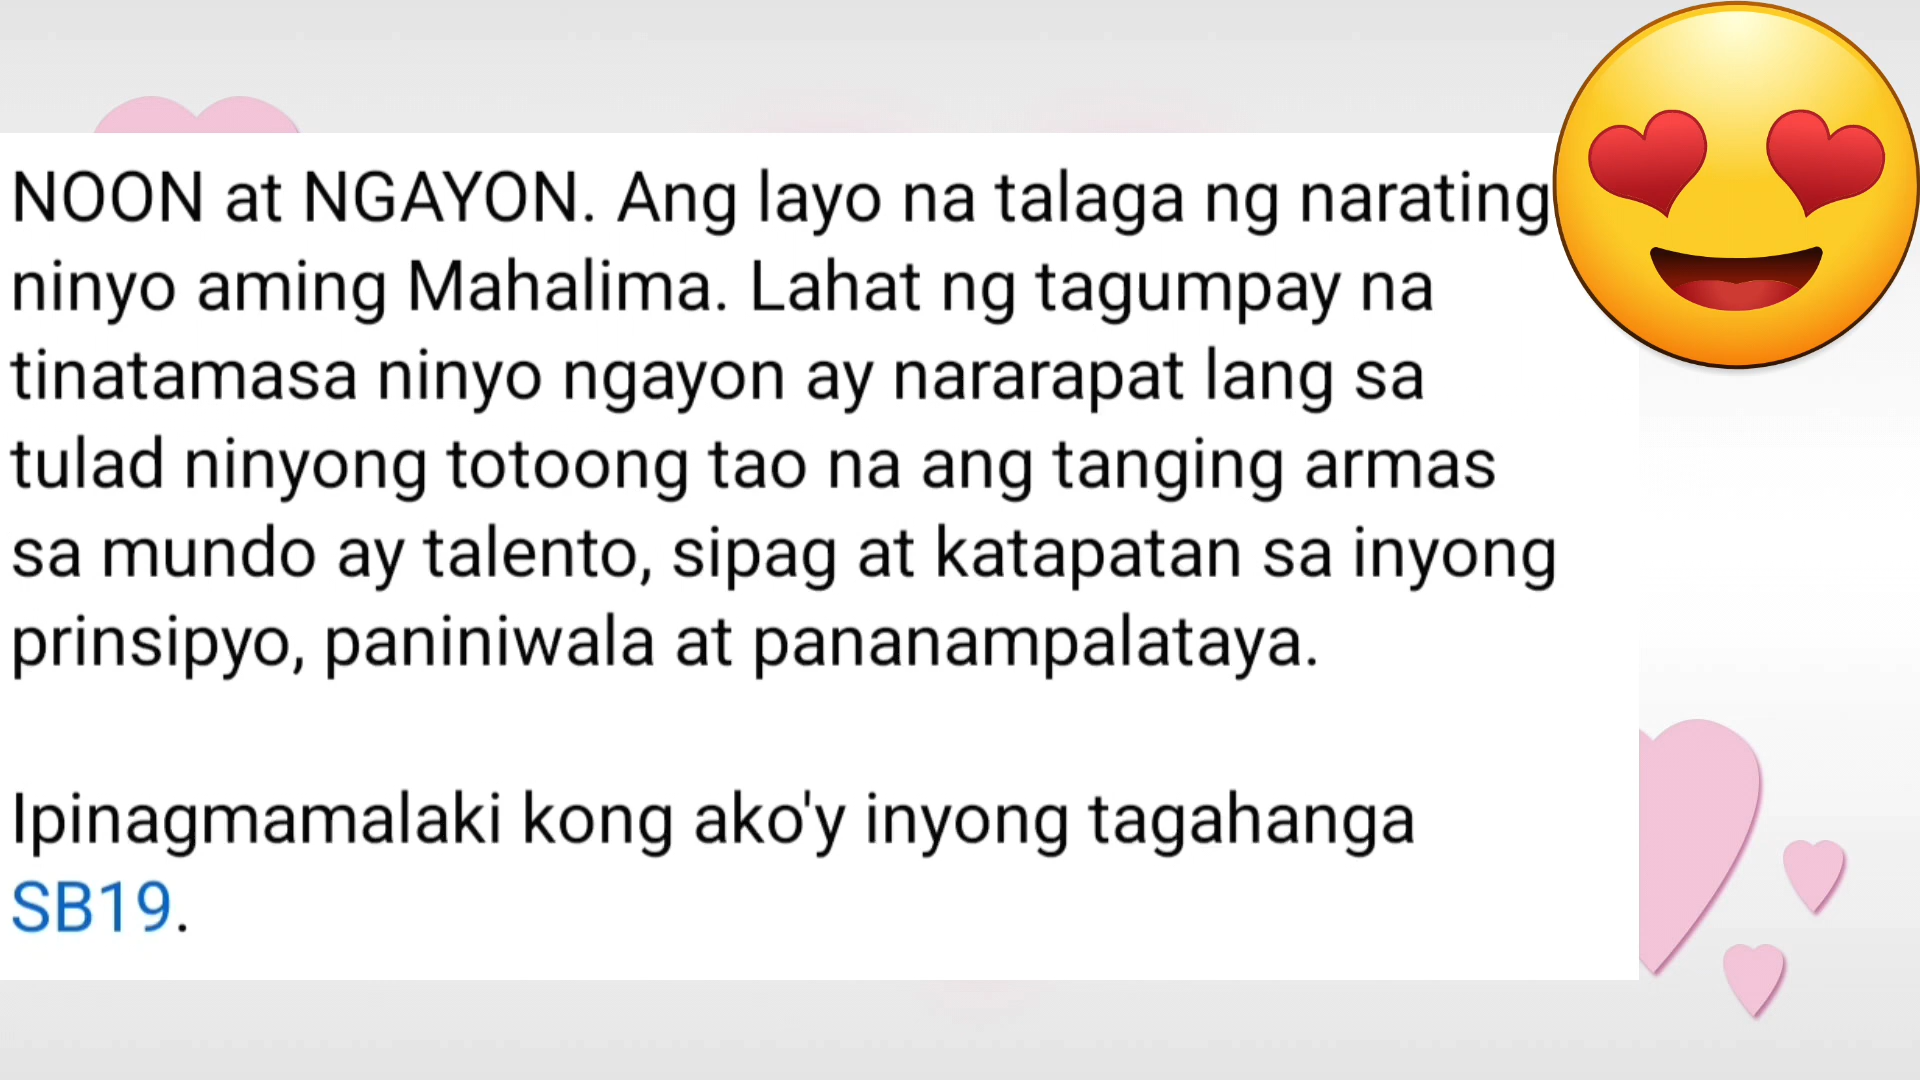 NOON at NGAYON. Ang layo na talaga ng narating
ninyo aming Mahalima. Lahat ng tagumpay na
tinatamasa ninyo ngayon ay nararapat lang sa
tulad ninyong totoong tao na ang tanging armas
sa mundo ay talento, sipag at katapatan sa inyong
prinsipyo, paniniwala at pananampalataya.
Ipinagmamalaki kong ako'y inyong tagahanga
SB19.